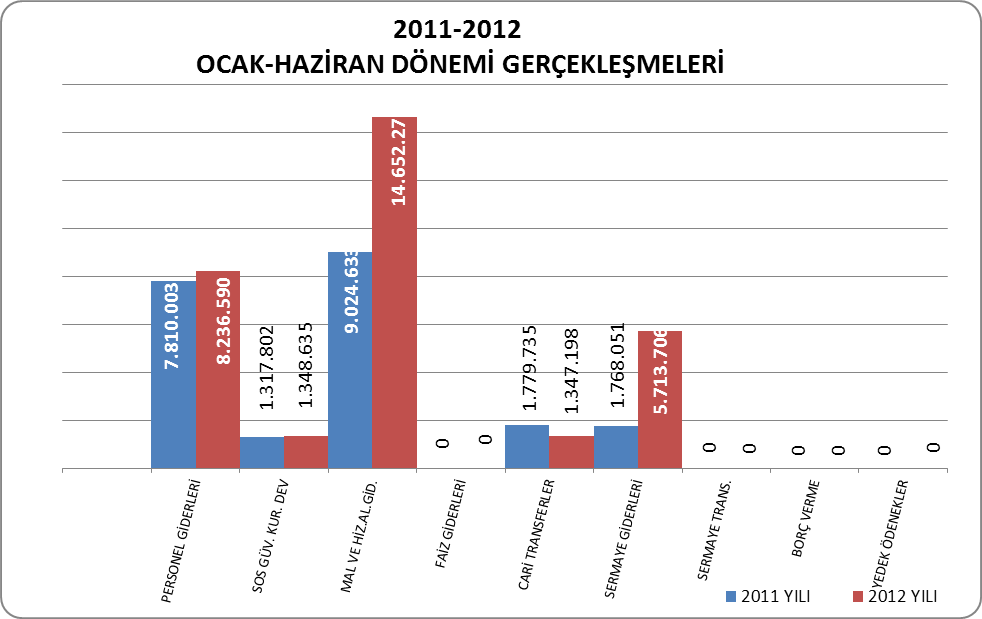 2011-2012
OCAK-HAZİRAN DÖNEMİ GERÇEKLEŞMELERİ
7.810.003
8.236.590
1.317.802
1.348.635
9.024.633
14.652.27
0
0
1.779.735
1.347.198
1.768.051
5.713.706
0
0
0
0
0
0
PERSONEL GİDERLERİ
SOS GÜV. KUR. DEV
MAL VE HİZ.AL.GİD.
FAİZ GİDERLERİ
CARİ TRANSFERLER
SERMAYE GİDERLERİ
SERMAYE TRANS.
BORÇ VERME
YEDEK ÖDENEKLER
2011 YILI
2012 YILI